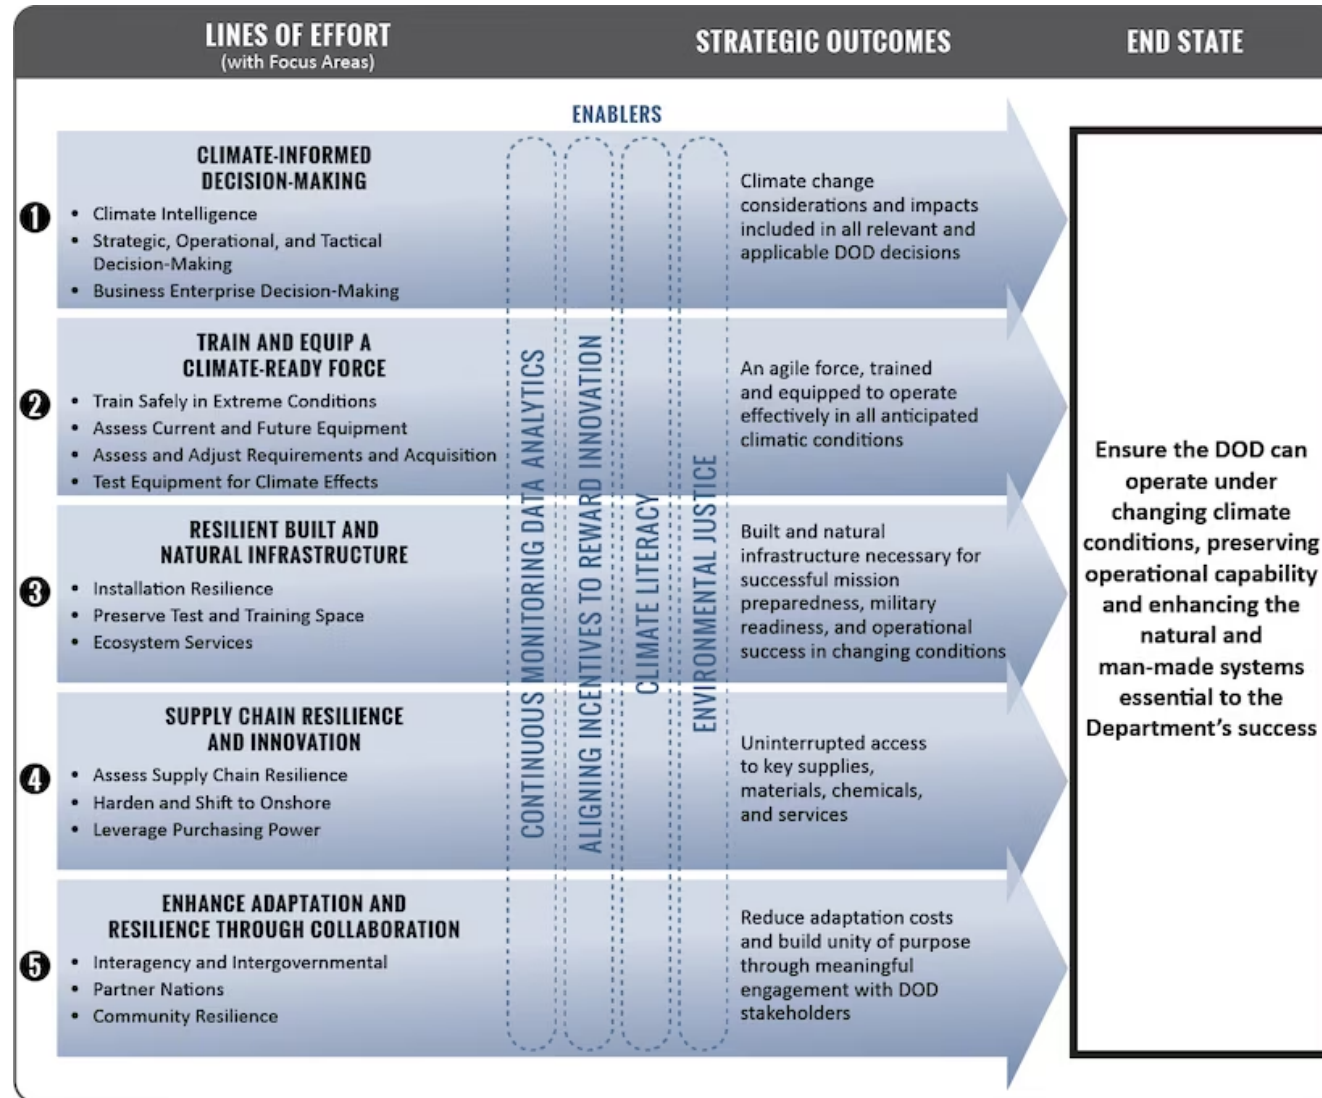 LINES OF EFFORT
(with Focus Areas)
STRATEGIC OUTCOMES
END STATE
ENABLERS
1
CLIMATE-INFORMED
DECISION-MAKING
• Climate Intelligence
• Strategic, Operational, and Tactical
Decision-Making
• Business Enterprise Decision-Making
Climate change
considerations and impacts
included in all relevant and
applicable DOD decisions
2
TRAIN AND EQUIP A
CLIMATE-READY FORCE
• Train Safely in Extreme Conditions
• Assess Current and Future Equipment
• Assess and Adjust Requirements and Acquisition
• Test Equipment for Climate Effects
An agile force, trained
and equipped to operate
effectively in all anticipated
climatic conditions
3
RESILIENT BUILT AND
NATURAL INFRASTRUCTURE
• Installation Resilience
• Preserve Test and Training Space
• Ecosystem Services
Built and natural
infrastructure necessary for
successful mission
preparedness, military
readiness, and operational
success in changing conditions
4
SUPPLY CHAIN RESILIENCE
AND INNOVATION
• Assess Supply Chain Resilience
• Harden and Shift to Onshore
• Leverage Purchasing Power
Uninterrupted access
to key supplies,
materials, chemicals,
and services
5
ENHANCE ADAPTATION AND
RESILIENCE THROUGH COLLABORATION
• Interagency and Intergovernmental
• Partner Nations
• Community Resilience
Reduce adaptation costs
and build unity of purpose
through meaningful
engagement with DOD
stakeholders
CONTINUOUS MONITORING DATA ANALYTICS
ALIGNING INCENTIVES TO REWARD INNOVATION
CLIMATE LITERACY
ENVIRONMENTAL JUSTICE
Ensure the DOD can
operate under
changing climate
conditions, preserving
operational capability
and enhancing the
natural and
man-made systems
essential to the
Department's success